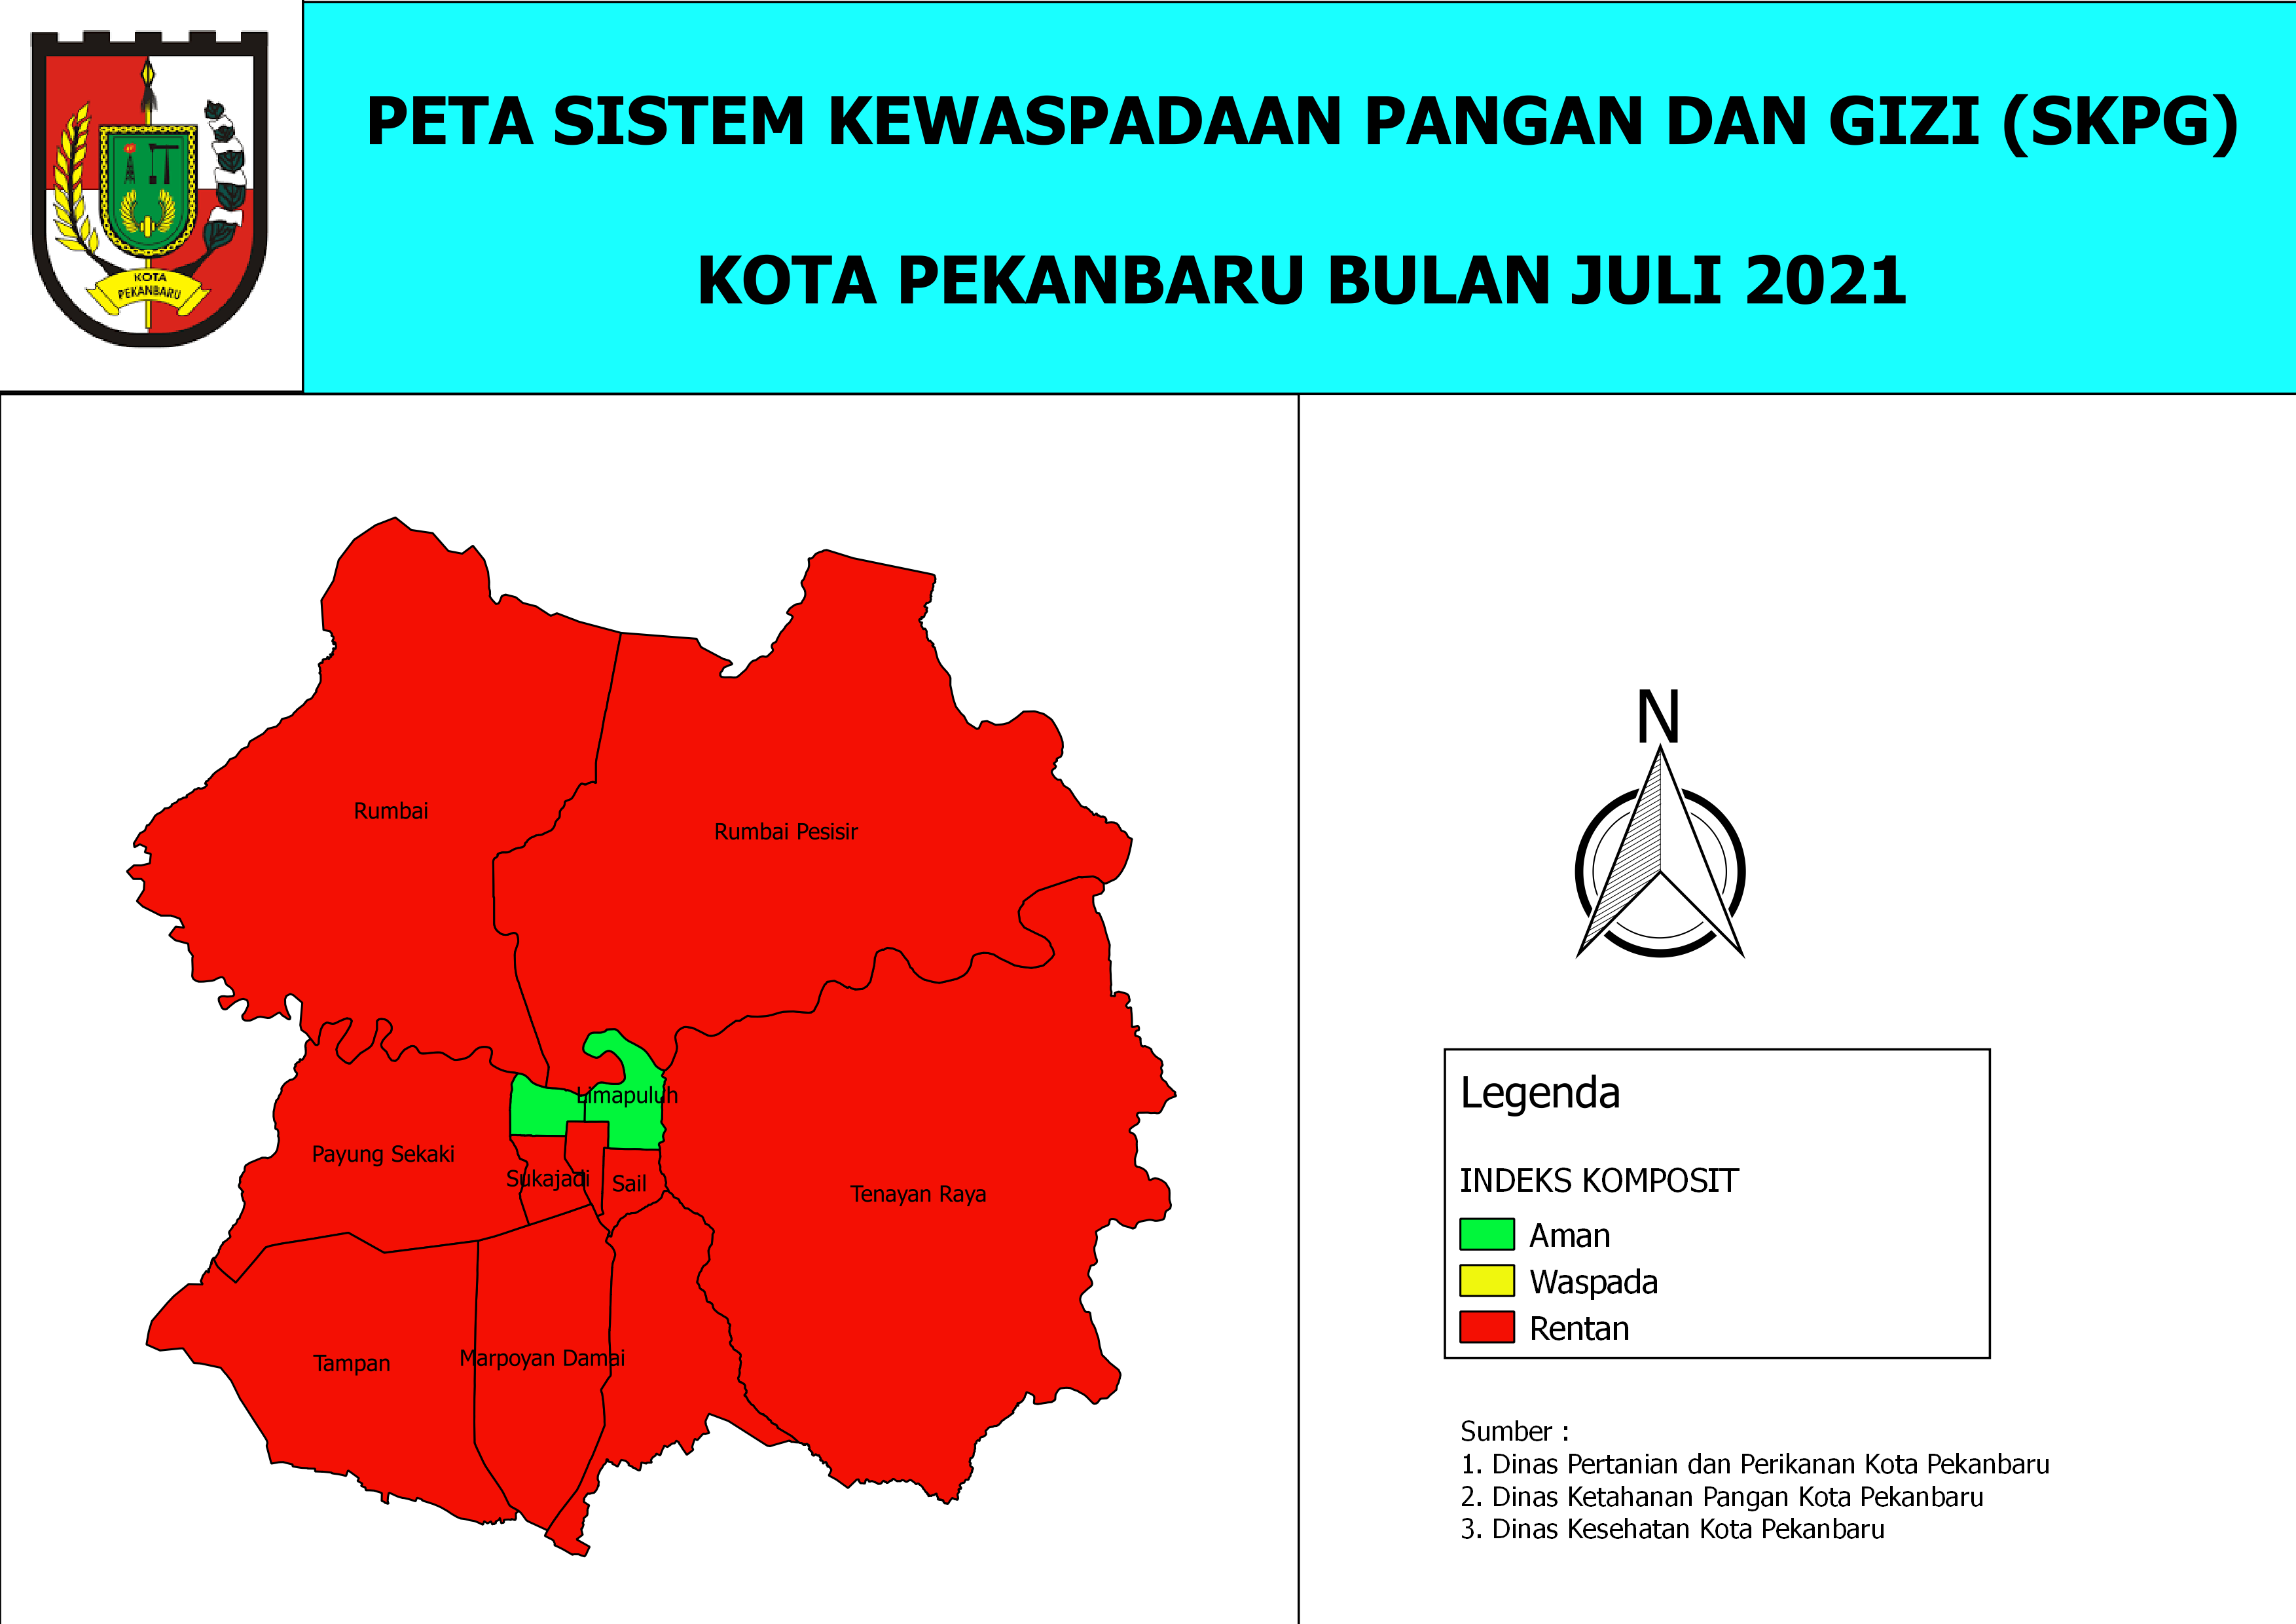 KOTA
PEKANBARU
PETA SISTEM KEWASPADAAN PANGAN DAN GIZI (SKPG)
KOTA PEKANBARU BULAN JULI 2021
Rumbai
Rumbai Pesisir
Limapuluh
Payung Sekaki
Sukajadi
Sail
Tenayan Raya
Tampan
Marpoyan Damai
N
Legenda
INDEKS KOMPOSIT
Aman
Waspada
Rentan
Sumber :
1. Dinas Pertanian dan Perikanan Kota Pekanbaru
2. Dinas Ketahanan Pangan Kota Pekanbaru
3. Dinas Kesehatan Kota Pekanbaru